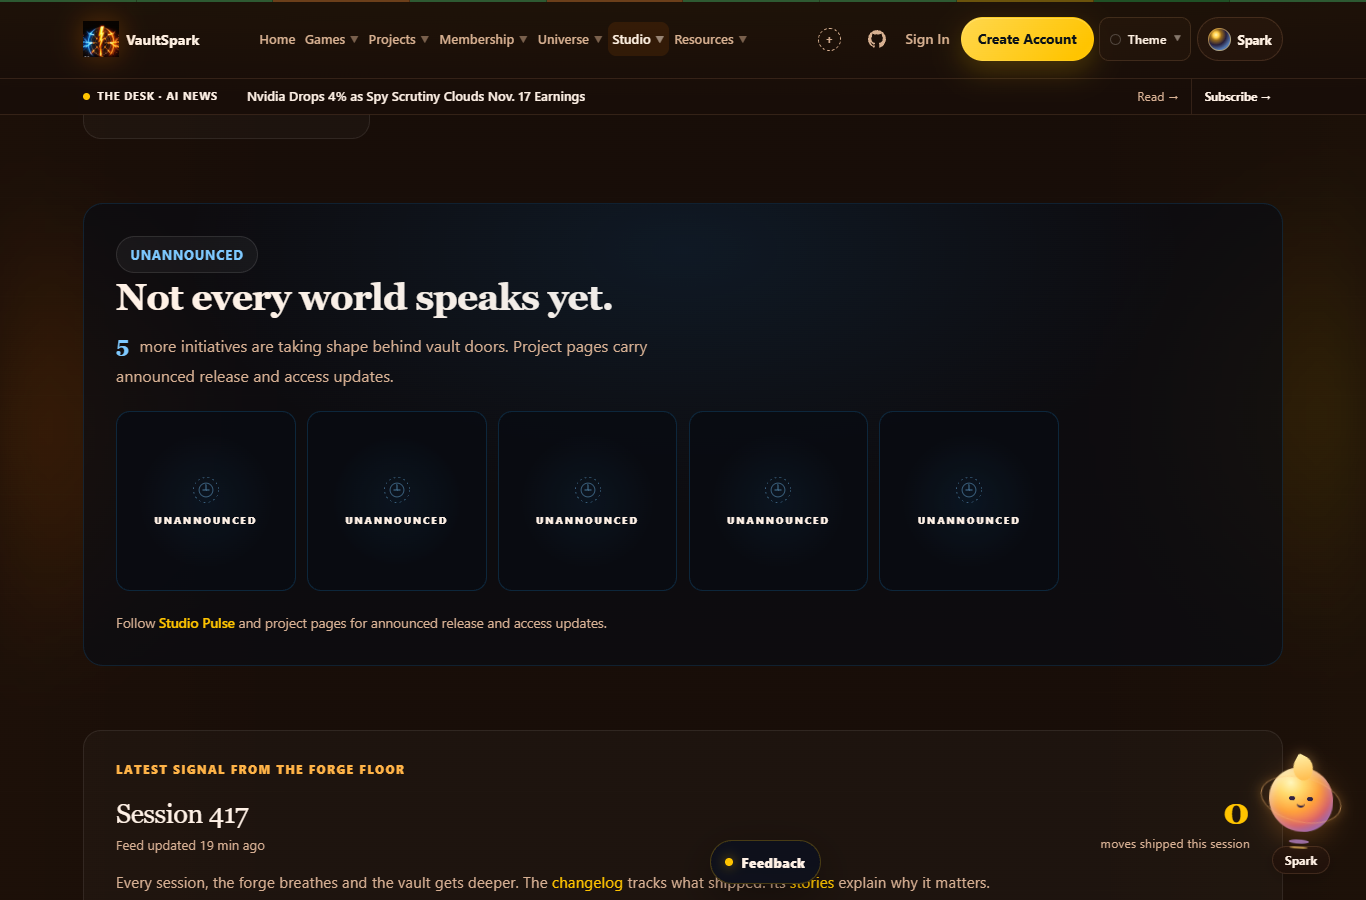 VaultSpark
Home Games Projects Membership Universe Studio Resources
Sign In
Create Account
Theme
Spark
THE DESK - AI NEWS
Nvidia Drops 4% as Spy Scrutiny Clouds Nov. 17 Earnings
Read →
Subscribe →
UNANNOUNCED
Not every world speaks yet.
5 more initiatives are taking shape behind vault doors. Project pages carry
announced release and access updates.
UNANNOUNCED
UNANNOUNCED
UNANNOUNCED
UNANNOUNCED
UNANNOUNCED
Follow Studio Pulse and project pages for announced release and access updates.
LATEST SIGNAL FROM THE FORGE FLOOR
Session 417
Feed updated 19 min ago
0
moves shipped this session
Every session, the forge breathes and the vault gets deeper. The changelog tracks what shipped. Its stories explain why it matters.
Feedback
Spark